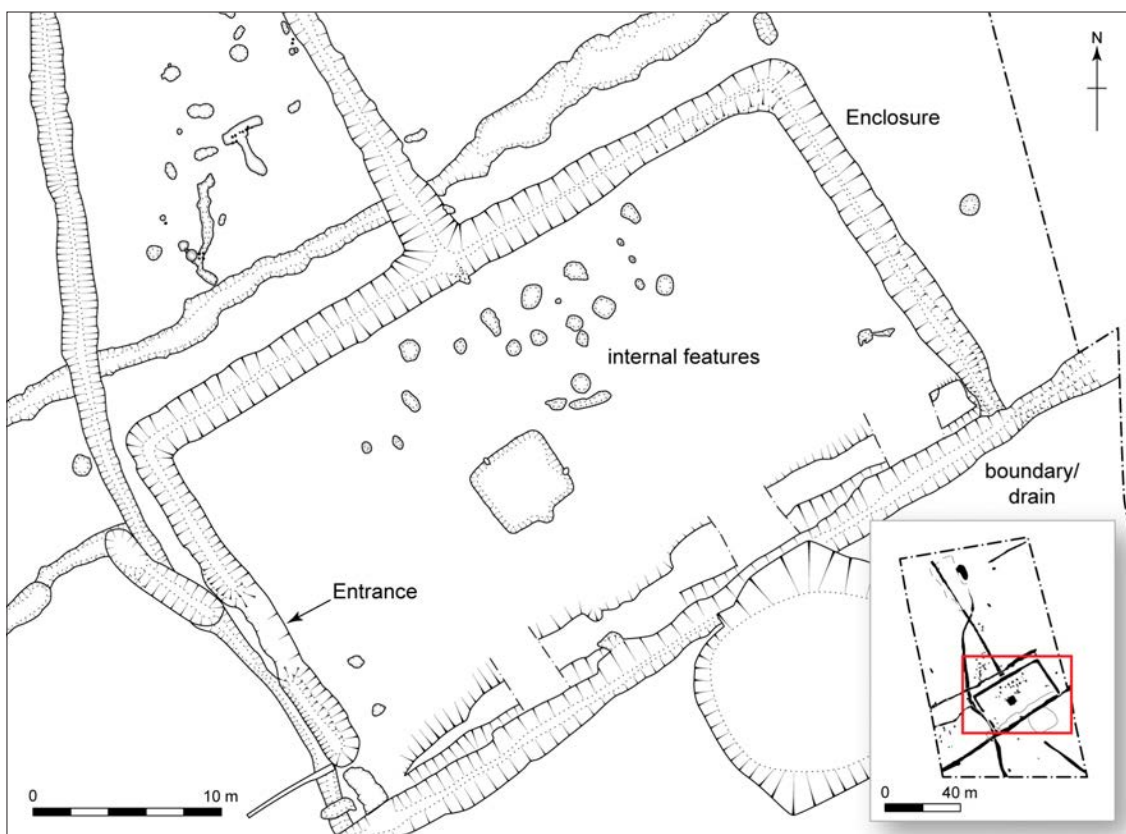 N
Enclosure
internal features
boundary/
drain
Entrance
0 10 m
0 40 m